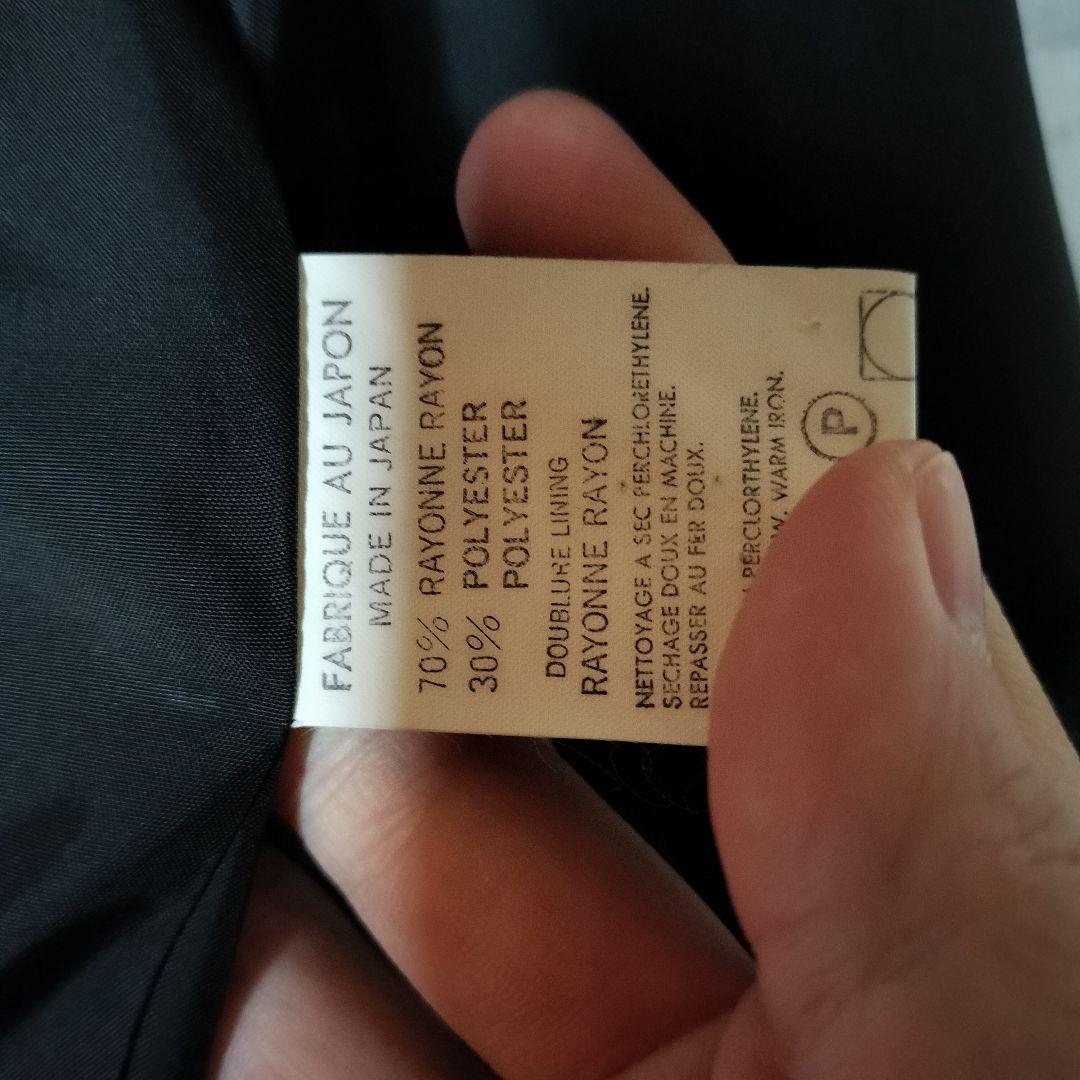 FABRIQUE AU JAPON
MADE IN JAPAN
70% RAYONNE RAYON
30% POLYESTER
POLYESTER
DOUBLURE LINING
RAYONNE RAYON
NETTOYAGE A SEC PERCHLORETHYLENE.
SECHAGE DOUX EN MACHINE.
REPASSER AU FER DOUX.
PERCLORTHYLENE.
WARM IRON.
P